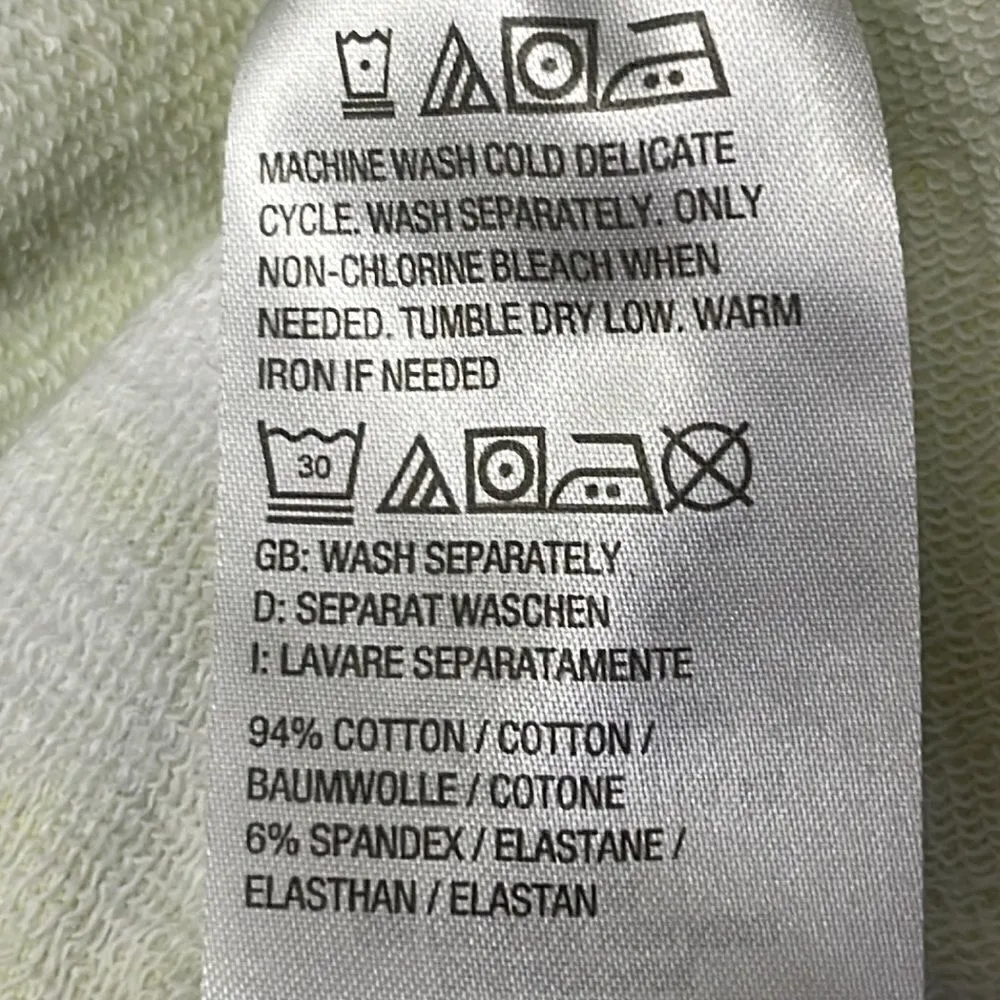 MACHINE WASH COLD DELICATE
CYCLE. WASH SEPARATELY. ONLY
NON-CHLORINE BLEACH WHEN
NEEDED. TUMBLE DRY LOW. WARM
IRON IF NEEDED
30
GB: WASH SEPARATELY
D: SEPARAT WASCHEN
I: LAVARE SEPARATAMENTE
94% COTTON / COTTON /
BAUMWOLLE / COTONE
6% SPANDEX / ELASTANE /
ELASTHAN / ELASTAN